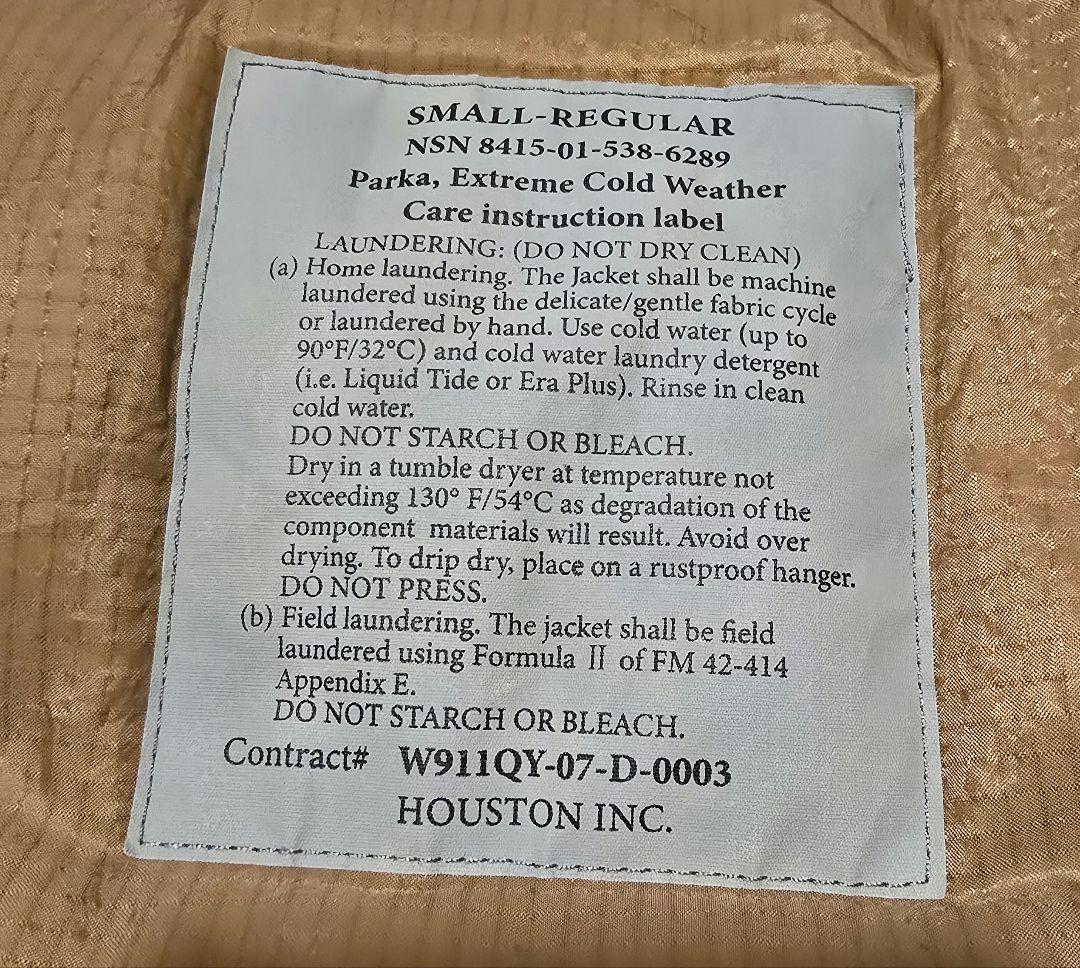 SMALL-REGULAR
NSN 8415-01-538-6289
Parka, Extreme Cold Weather
Care instruction label
LAUNDERING: (DO NOT DRY CLEAN)
(a) Home laundering. The Jacket shall be machine
laundered using the delicate/gentle fabric cycle
or laundered by hand. Use cold water (up to
90°F/32°C) and cold water laundry detergent
(i.e. Liquid Tide or Era Plus). Rinse in clean
cold water.
DO NOT STARCH OR BLEACH.
Dry in a tumble dryer at temperature not
exceeding 130° F/54°C as degradation of the
component materials will result. Avoid over
drying. To drip dry, place on a rustproof hanger.
DO NOT PRESS.
(b) Field laundering. The jacket shall be field
laundered using Formula II of FM 42-414
Appendix E.
DO NOT STARCH OR BLEACH.
Contract# W911QY-07-D-0003
HOUSTON INC.